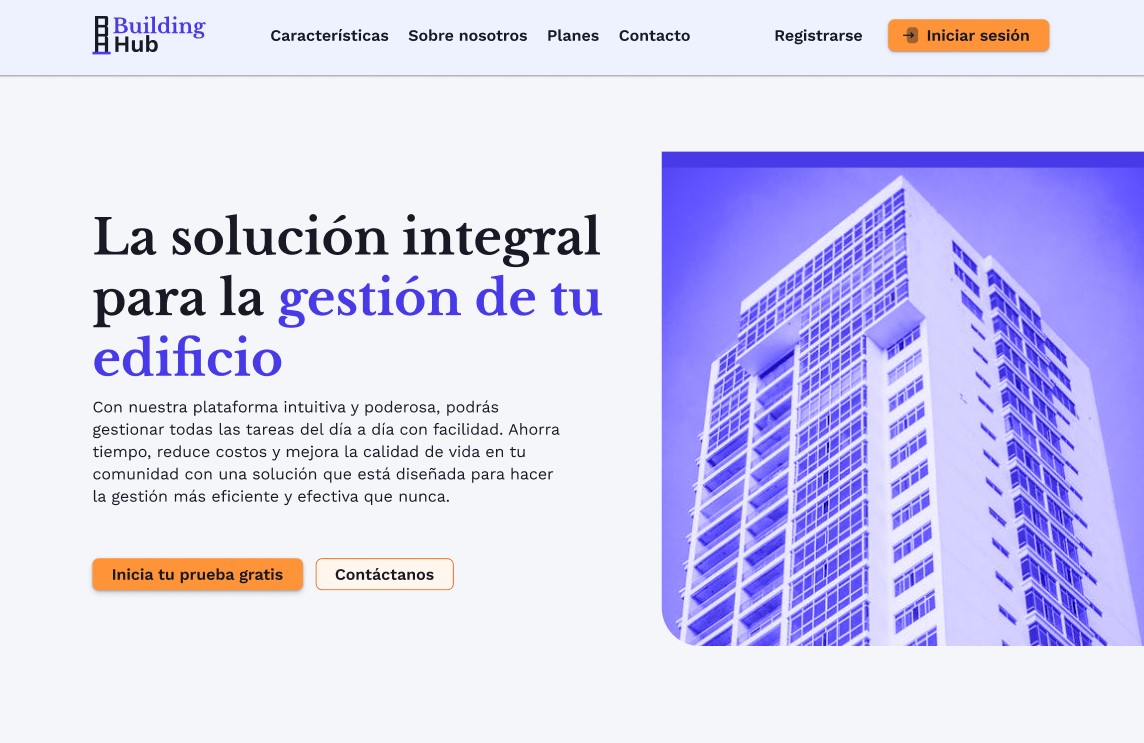 Building
Hub
Características
Sobre nosotros
Planes
Contacto
Registrarse
Iniciar sesión
La solución integral
para la gestión de tu
edificio
Con nuestra plataforma intuitiva y poderosa, podrás
gestionar todas las tareas del día a día con facilidad. Ahorra
tiempo, reduce costos y mejora la calidad de vida en tu
comunidad con una solución que está diseñada para hacer
la gestión más eficiente y efectiva que nunca.
Inicia tu prueba gratis
Contáctanos